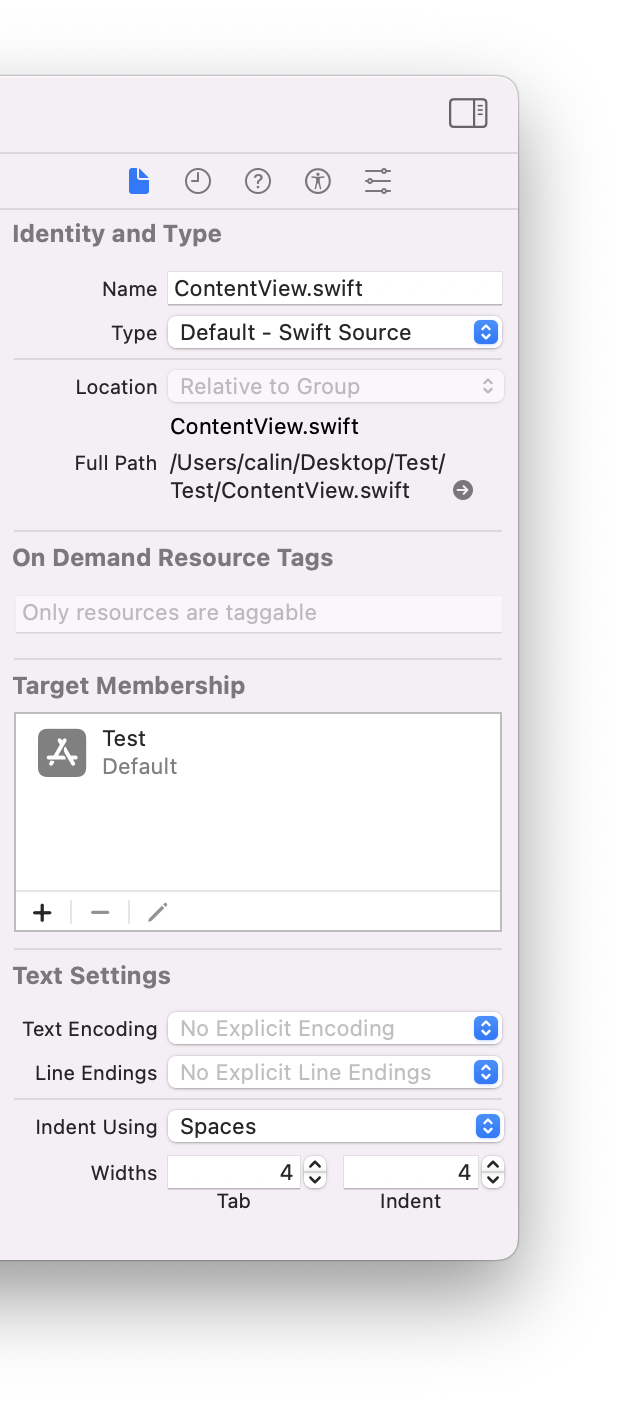 Identity and Type
Name ContentView.swift
Type Default - Swift Source
Location Relative to Group
ContentView.swift
Full Path /Users/calin/Desktop/Test/
Test/ContentView.swift
On Demand Resource Tags
Only resources are taggable
Target Membership
Test
Default
Text Settings
Text Encoding No Explicit Encoding
Line Endings No Explicit Line Endings
Indent Using Spaces
Widths 4 4
Tab Indent